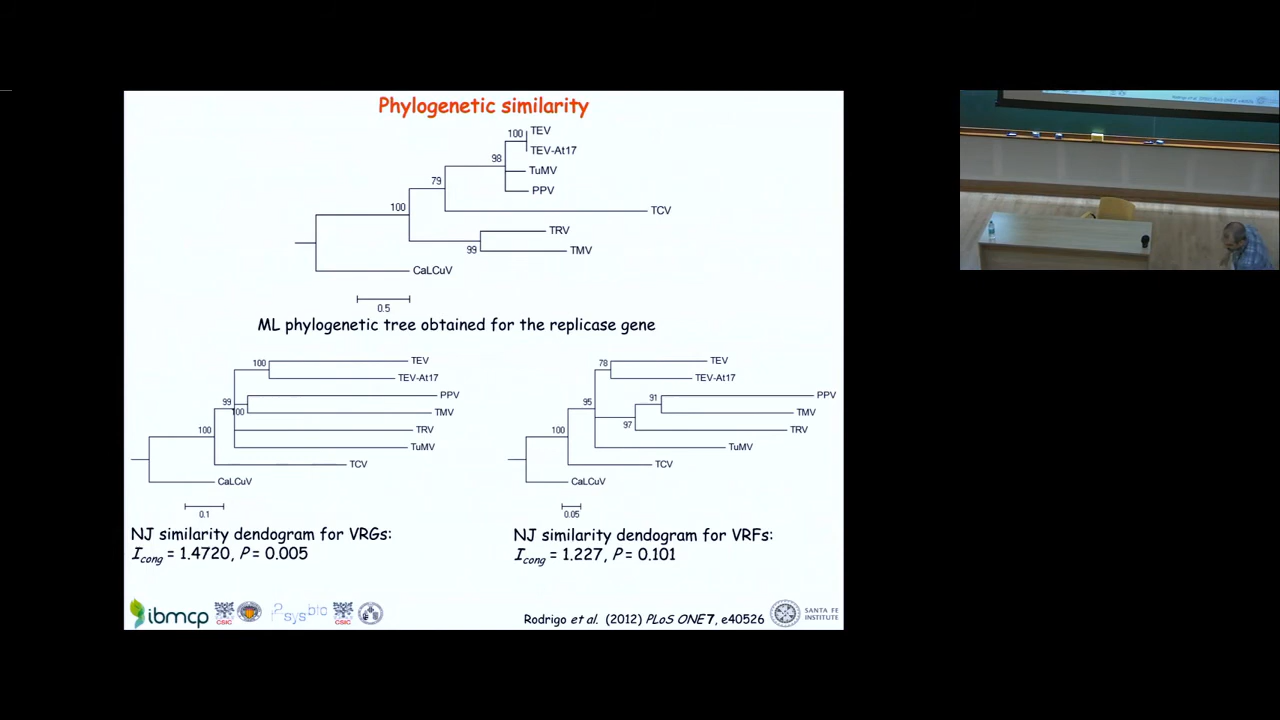 Phylogenetic similarity
100
TEV
TEV-At17
98
TuMV
79
PPV
100
TCV
TRV
99
TMV
CaLCuV
0.5
ML phylogenetic tree obtained for the replicase gene
100
TEV
TEV-At17
99
PPV
100
TMV
100
TRV
TuMV
TCV
CaLCuV
0.1
78
TEV
TEV-At17
95
91
PPV
TMV
97
TRV
100
TuMV
TCV
CaLCuV
0.05
NJ similarity dendogram for VRGs:
Icong = 1.4720, P = 0.005
NJ similarity dendogram for VRFs:
Icong = 1.227, P = 0.101
ibmcp
CSIC
sysbio
CSIC
Rodrigo et al. (2012) PLoS ONE 7, e40526
SANTA FE
INSTITUTE